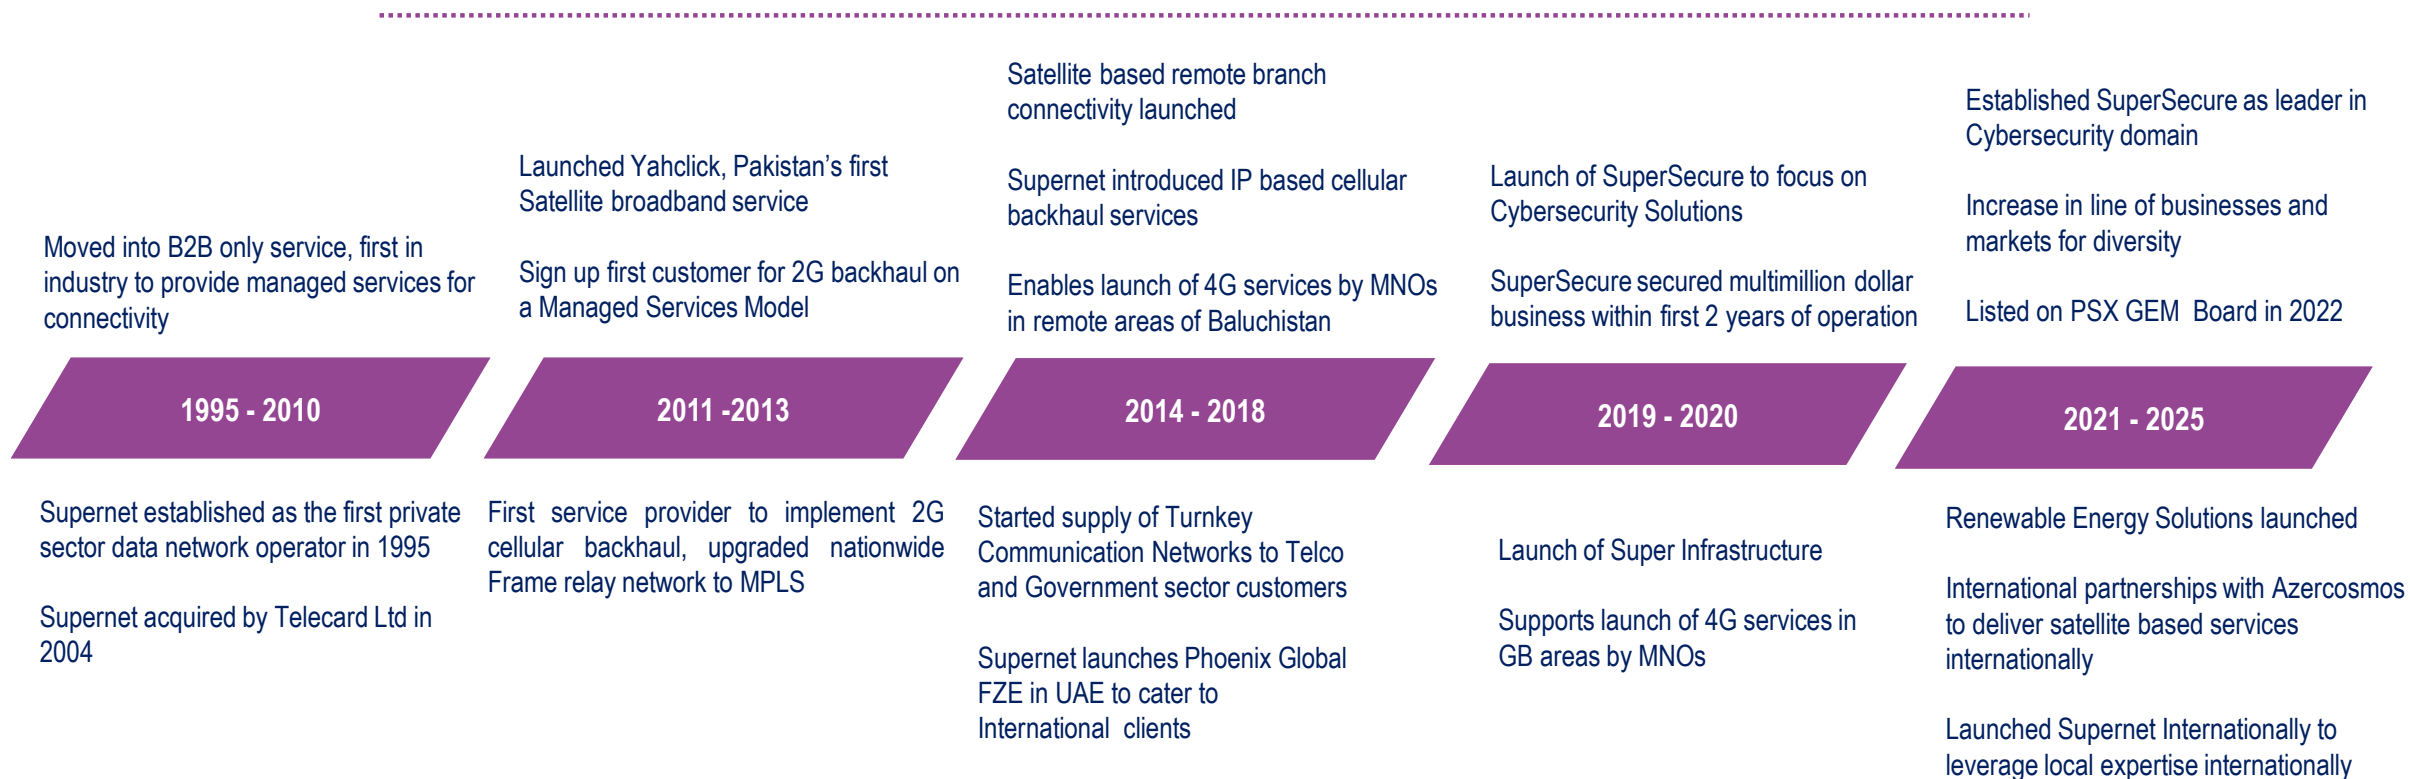 Moved into B2B only service, first in
industry to provide managed services for
connectivity
1995 - 2010
Supernet established as the first private
sector data network operator in 1995
Supernet acquired by Telecard Ltd in
2004
Launched Yahclick, Pakistan’s first
Satellite broadband service
Sign up first customer for 2G backhaul on
a Managed Services Model
2011 -2013
First service provider to implement 2G
cellular backhaul, upgraded nationwide
Frame relay network to MPLS
Satellite based remote branch
connectivity launched
Supernet introduced IP based cellular
backhaul services
Enables launch of 4G services by MNOs
in remote areas of Baluchistan
2014 - 2018
Started supply of Turnkey
Communication Networks to Telco
and Government sector customers
Supernet launches Phoenix Global
FZE in UAE to cater to
International clients
Launch of SuperSecure to focus on
Cybersecurity Solutions
SuperSecure secured multimillion dollar
business within first 2 years of operation
2019 - 2020
Launch of Super Infrastructure
Supports launch of 4G services in
GB areas by MNOs
Established SuperSecure as leader in
Cybersecurity domain
Increase in line of businesses and
markets for diversity
Listed on PSX GEM Board in 2022
2021 - 2025
Renewable Energy Solutions launched
International partnerships with Azercosmos
to deliver satellite based services
internationally
Launched Supernet Internationally to
leverage local expertise internationally